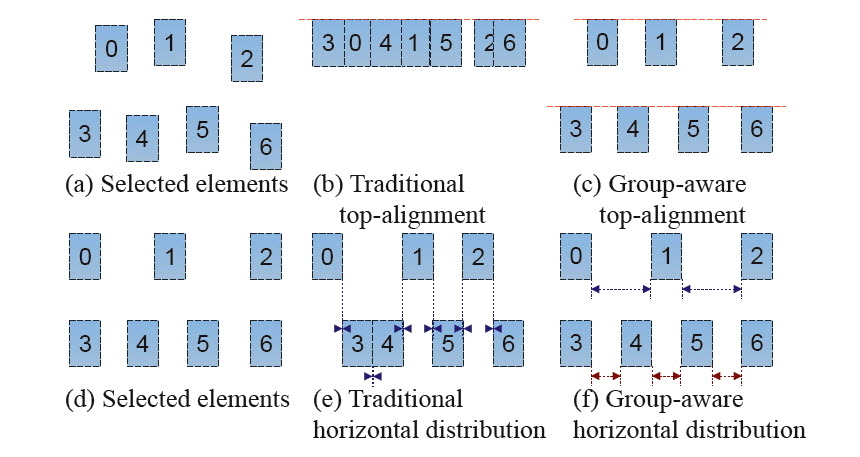 0 1 2
3 4 5 6
(a) Selected elements
3 0 4 1 5 2 6
(b) Traditional
top-alignment
0 1 2
3 4 5 6
(c) Group-aware
top-alignment
0 1 2
3 4 5 6
(d) Selected elements
0 1 2
3 4 5 6
(e) Traditional
horizontal distribution
0 1 2
3 4 5 6
(f) Group-aware
horizontal distribution